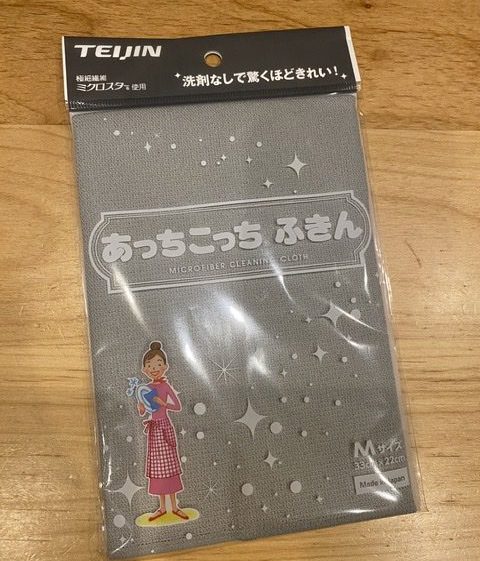 TEIJIN
極細繊維
ミクロスター®使用
洗剤なしで驚くほどきれい!
あっちこっちふきん
MICROFIBER CLEANING CLOTH
Mサイズ
33cm×22cm
Made in Japan